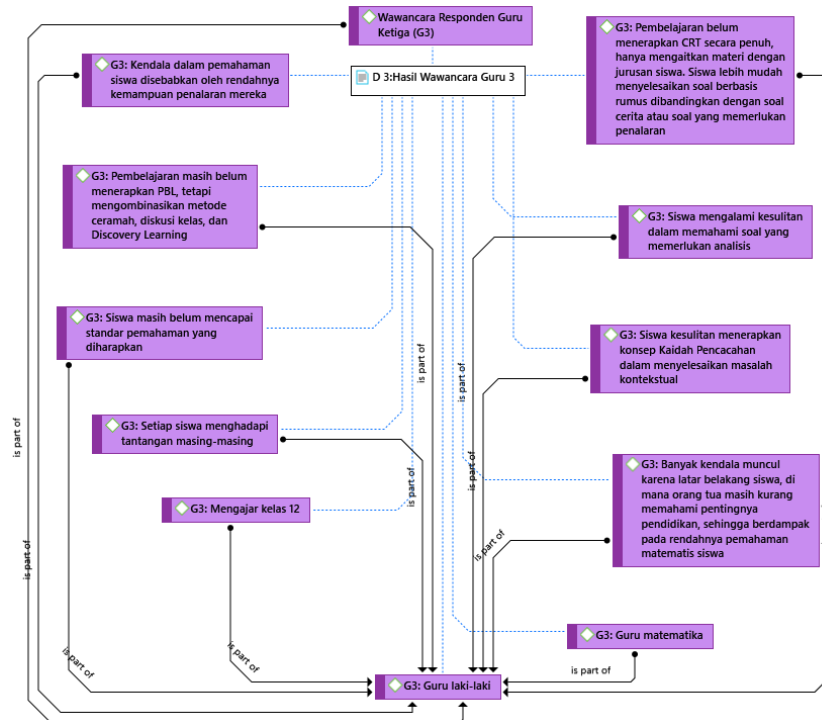 Wawancara Responden Guru
Ketiga (G3)
G3: Kendala dalam pemahaman
siswa disebabkan oleh rendahnya
kemampuan penalaran mereka
D 3:Hasil Wawancara Guru 3
G3: Pembelajaran belum
menerapkan CRT secara penuh,
hanya mengaitkan materi dengan
jurusan siswa. Siswa lebih mudah
menyelesaikan soal berbasis
rumus dibandingkan dengan soal
cerita atau soal yang memerlukan
penalaran
G3: Pembelajaran masih belum
menerapkan PBL, tetapi
mengombinasikan metode
ceramah, diskusi kelas, dan
Discovery Learning
G3: Siswa mengalami kesulitan
dalam memahami soal yang
memerlukan analisis
G3: Siswa masih belum mencapai
standar pemahaman yang
diharapkan
G3: Siswa kesulitan menerapkan
konsep Kaidah Pencacahan
dalam menyelesaikan masalah
kontekstual
is part of
is part of
G3: Setiap siswa menghadapi
tantangan masing-masing
is part of
G3: Banyak kendala muncul
karena latar belakang siswa, di
mana orang tua masih kurang
memahami pentingnya
pendidikan, sehingga berdampak
pada rendahnya pemahaman
matematis siswa
is part of
is part of
G3: Mengajar kelas 12
is part of
is part of
G3: Guru matematika
is part of
is part of
is part of
G3: Guru laki-laki